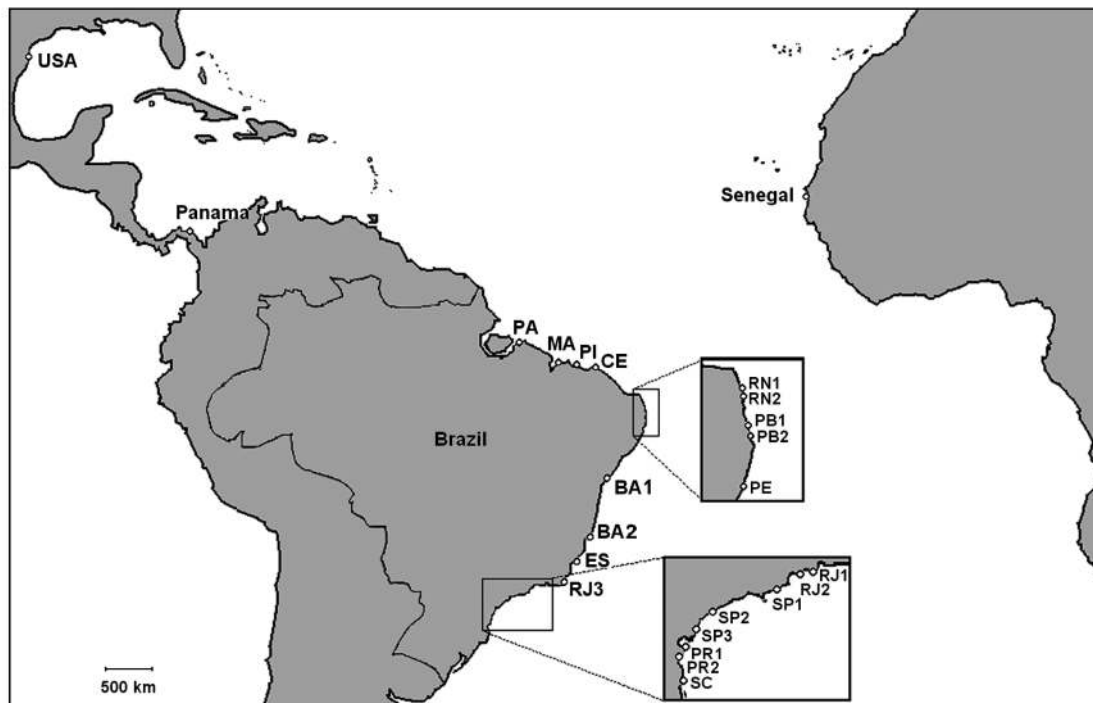 USA
Senegal
Panama
PA
MA
PI
CE
RN1
RN2
PB1
PB2
PE
Brazil
BA1
BA2
ES
RJ3
RJ1
RJ2
SP1
SP2
SP3
PR1
PR2
SC
500 km